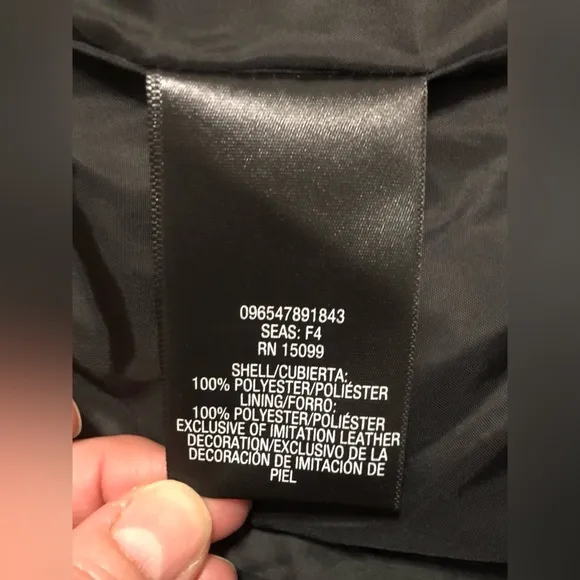 096547891843
SEAS: F4
RN 15099
SHELL/CUBIERTA:
100% POLYESTER/POLIÉSTER
LINING/FORRO:
100% POLYESTER/POLIÉSTER
EXCLUSIVE OF IMITATION LEATHER
DECORATION/EXCLUSIVO DE LA
DECORACIÓN DE IMITACIÓN DE
PIEL